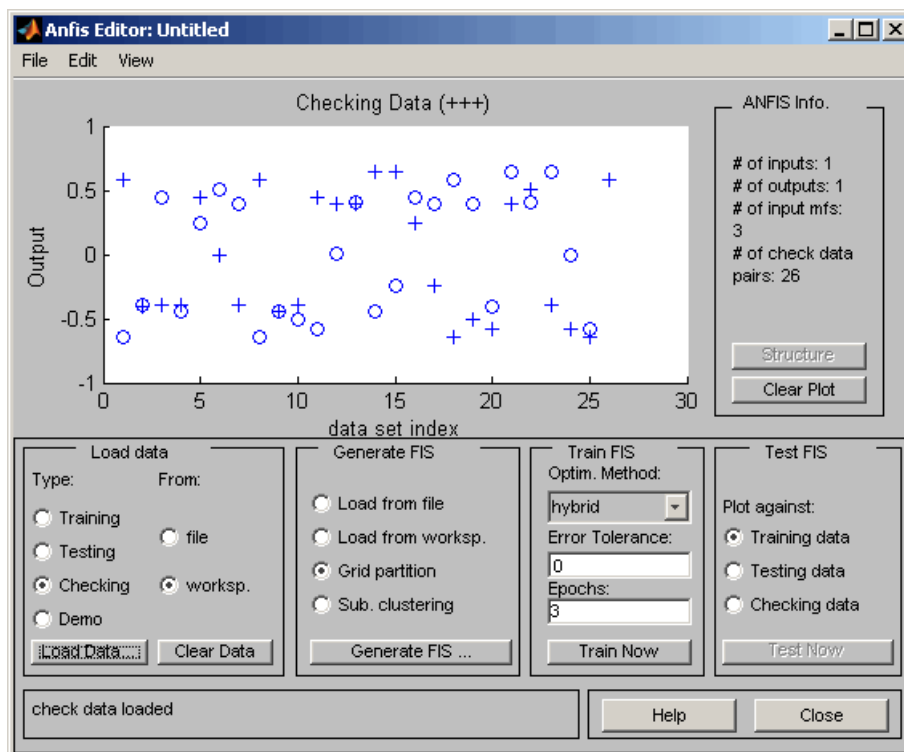 Anfis Editor: Untitled
File Edit View
Checking Data (+++)
1
0.5
0
-0.5
-1
Output
0 5 10 15 20 25 30
data set index
ANFIS Info.
# of inputs: 1
# of outputs: 1
# of input mfs:
3
# of check data
pairs: 26
Structure
Clear Plot
Load data
Type: From:
Training
Testing
Checking
Demo
file
worksp.
Load Data...
Clear Data
Generate FIS
Load from file
Load from worksp.
Grid partition
Sub. clustering
Generate FIS ...
Train FIS
Optim. Method:
hybrid
Error Tolerance:
0
Epochs:
3
Train Now
Test FIS
Plot against:
Training data
Testing data
Checking data
Test Now
check data loaded
Help
Close